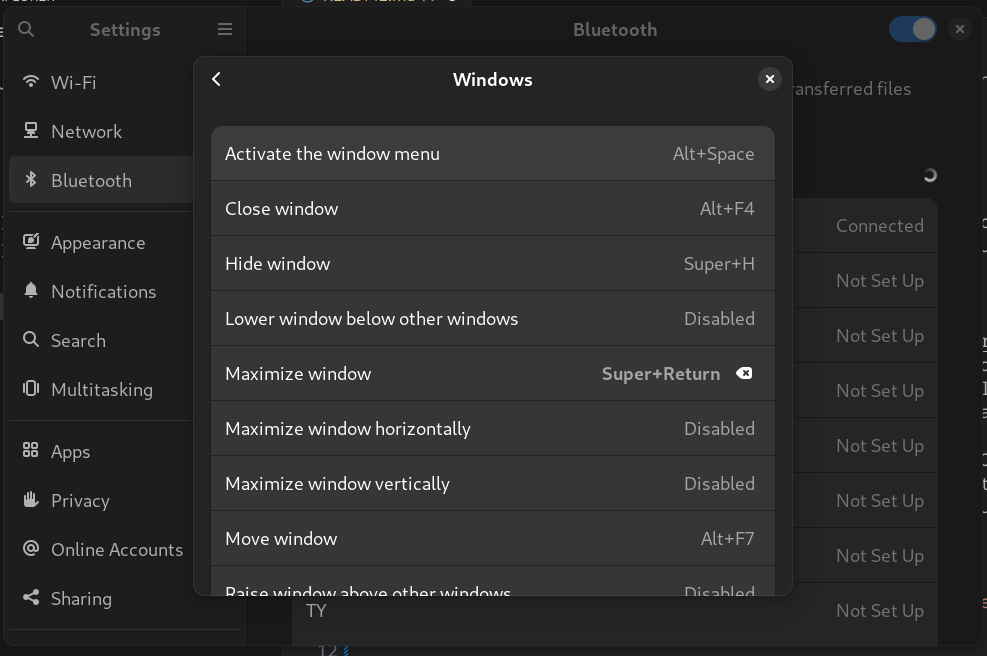 Settings
Bluetooth
Wi-Fi
Network
Bluetooth
Appearance
Notifications
Search
Multitasking
Apps
Privacy
Online Accounts
Sharing
Windows
Activate the window menu Alt+Space
Close window Alt+F4
Hide window Super+H
Lower window below other windows Disabled
Maximize window Super+Return
Maximize window horizontally Disabled
Maximize window vertically Disabled
Move window Alt+F7
Raise window above other windows Disabled
transferred files
Connected
Not Set Up
Not Set Up
Not Set Up
Not Set Up
Not Set Up
Not Set Up
TY Not Set Up
12